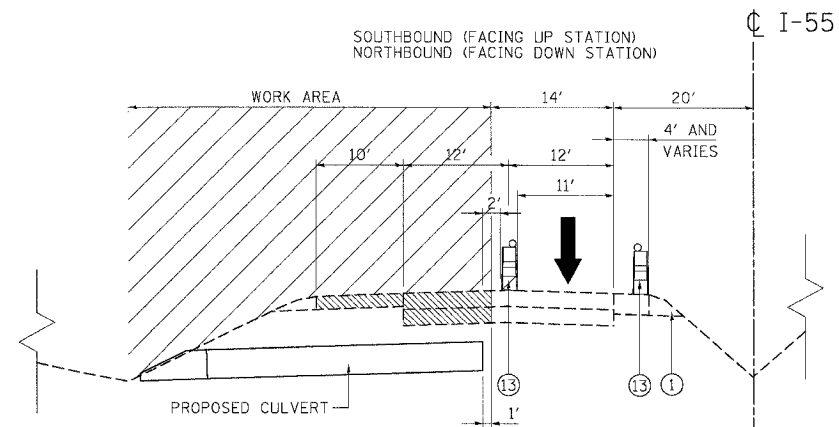 ℄ I-55
SOUTHBOUND (FACING UP STATION)
NORTHBOUND (FACING DOWN STATION)
WORK AREA
14'
20'
4' AND
VARIES
10'
12'
12'
11'
2'
13
13
1
PROPOSED CULVERT
1'